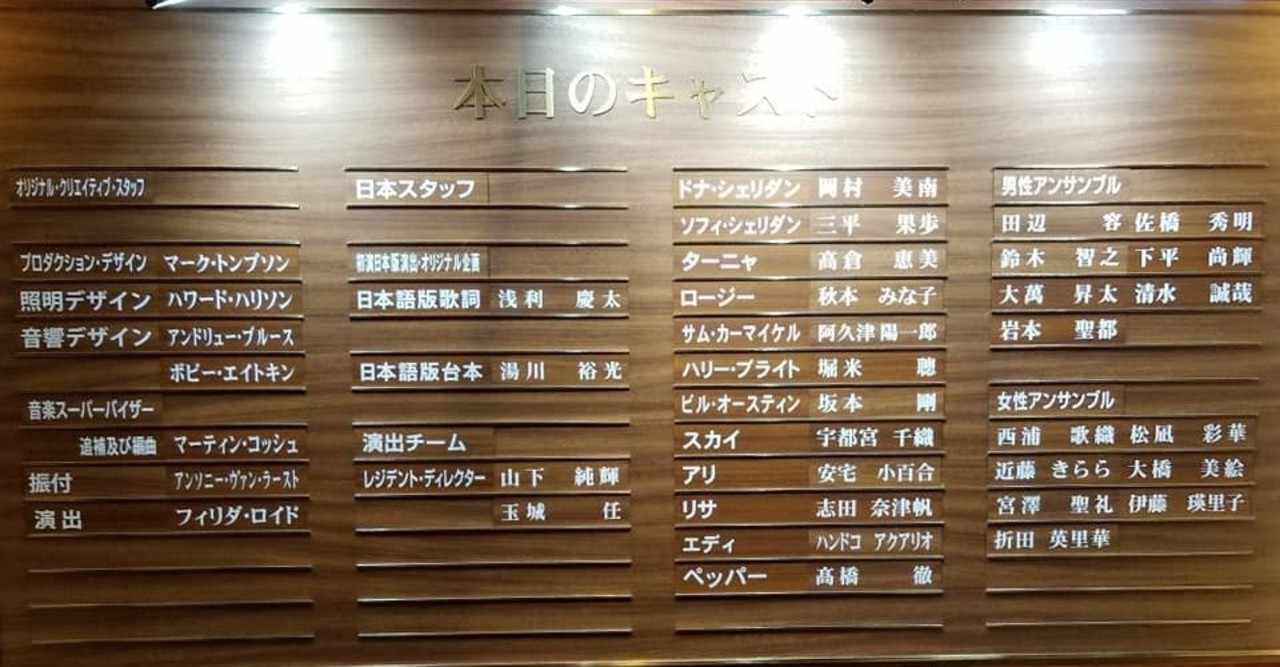 本日のキャスト
オリジナル・クリエイティブ・スタッフ
プロダクション・デザイン マーク・トンプソン
照明デザイン ハワード・ハリソン
音響デザイン アンドリュー・ブルース
ボビー・エイトキン
音楽スーパーバイザー
追補及び編曲 マーティン・コッシュ
振付 アンソニー・ヴァン・ラースト
演出 フィリダ・ロイド
日本スタッフ
初演日本版演出・オリジナル企画
日本語版歌詞 浅利 慶太
日本語版台本 湯川 裕光
演出チーム
レジデント・ディレクター 山下 純輝
玉城 任
ドナ・シェリダン 岡村 美南
ソフィ・シェリダン 三平 果歩
ターニャ 高倉 恵美
ロージー 秋本 みな子
サム・カーマイケル 阿久津 陽一郎
ハリー・ブライト 堀米 聰
ビル・オースティン 坂本 剛
スカイ 宇都宮 千織
アリ 安宅 小百合
リサ 志田 奈津帆
エディ ハンドコ アクアリオ
ペッパー 髙橋 徹
男性アンサンブル
田辺 容 佐橋 秀明
鈴木 智之 下平 尚輝
大萬 昇太 清水 誠哉
岩本 聖都
女性アンサンブル
西浦 歌織 松凪 彩華
近藤 きらら 大橋 美絵
宮澤 聖礼 伊藤 瑛里子
折田 英里華